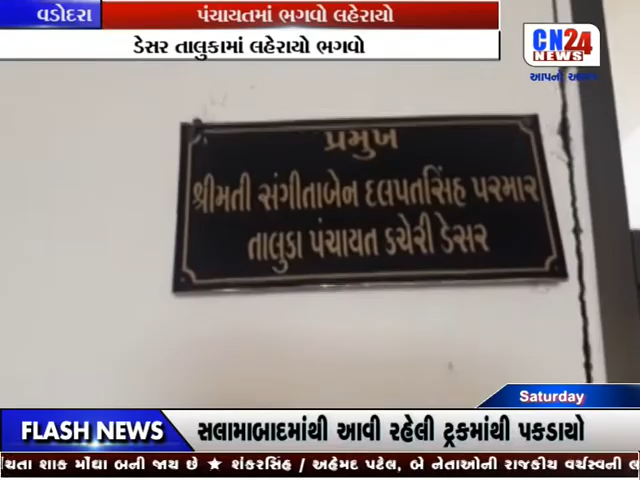 વડોદરા
પંચાયતમાં ભગવો લહેરાયો
ડેસર તાલુકામાં લહેરાયો ભગવો
CN24
NEWS
આપની
પ્રમુખ
શ્રીમતી સંગીતાબેન દલપતસિંહ પરમાર
તાલુકા પંચાયત કચેરી ડેસર
Saturday
FLASH NEWS
સલામાબાદમાંથી આવી રહેલી ટ્રકમાંથી પકડાયો
શાક મોંઘા બની જાય છે ★ શંકરસિંહ / અહેમદ પટેલ, બે નેતાઓની રાજકીય વર્ચસ્વની